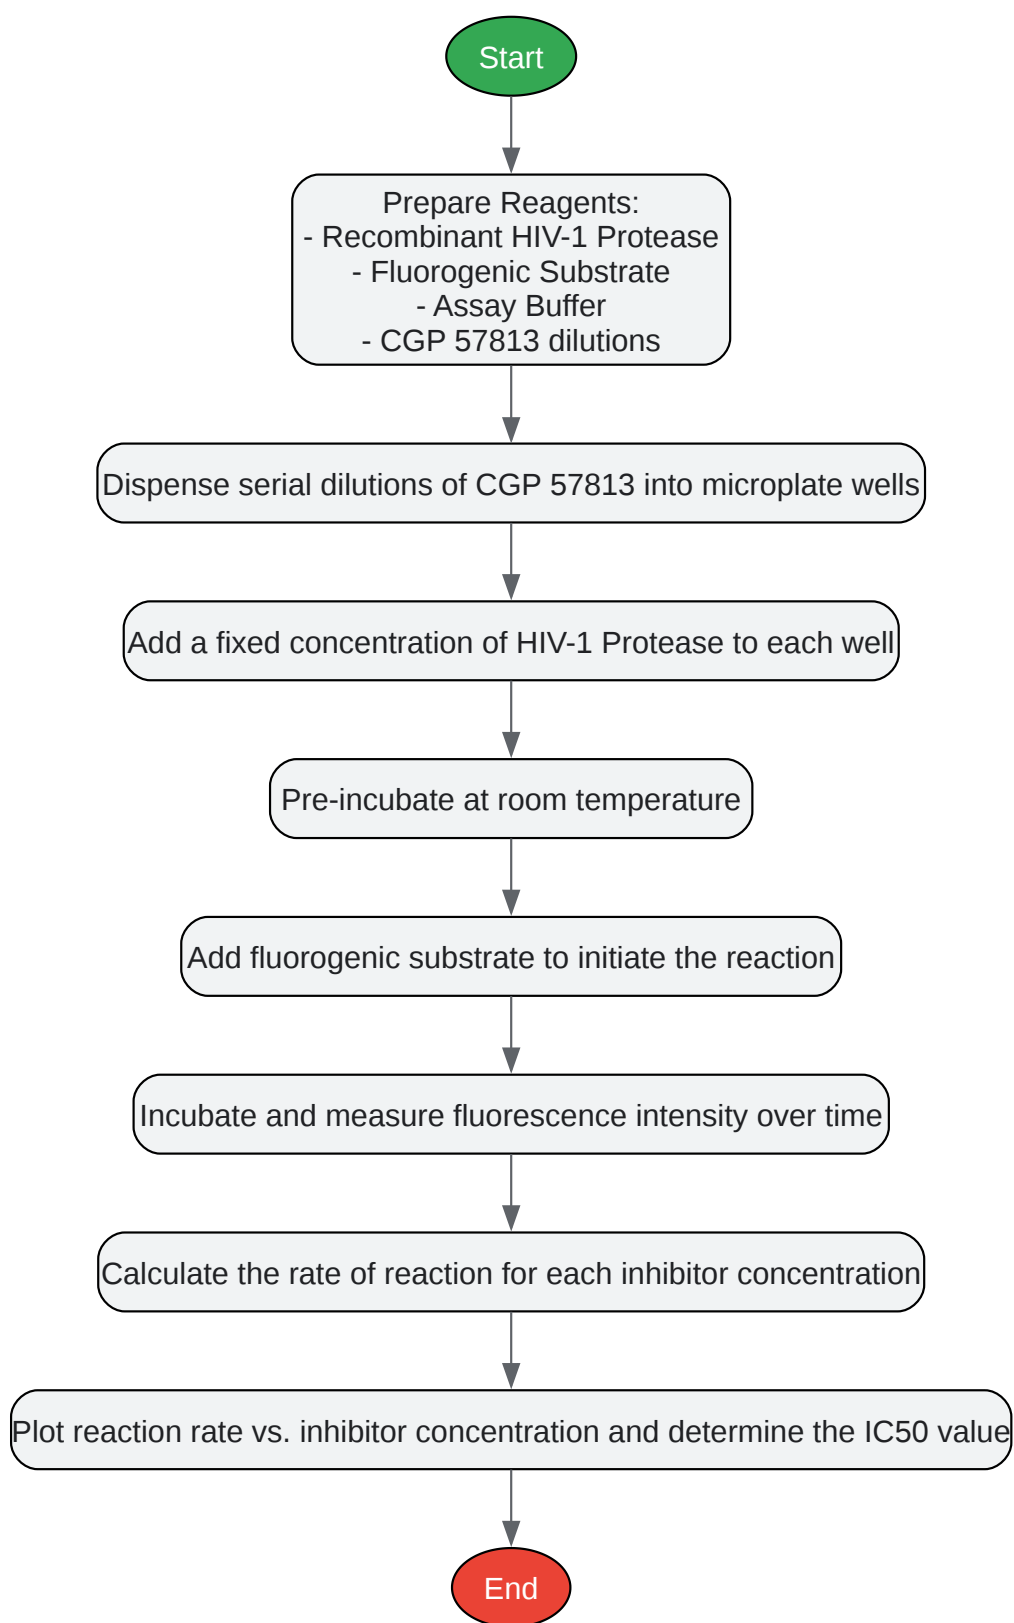 Start
Prepare Reagents:
- Recombinant HIV-1 Protease
- Fluorogenic Substrate
- Assay Buffer
- CGP 57813 dilutions
Dispense serial dilutions of CGP 57813 into microplate wells
Add a fixed concentration of HIV-1 Protease to each well
Pre-incubate at room temperature
Add fluorogenic substrate to initiate the reaction
Incubate and measure fluorescence intensity over time
Calculate the rate of reaction for each inhibitor concentration
Plot reaction rate vs. inhibitor concentration and determine the IC50 value
End